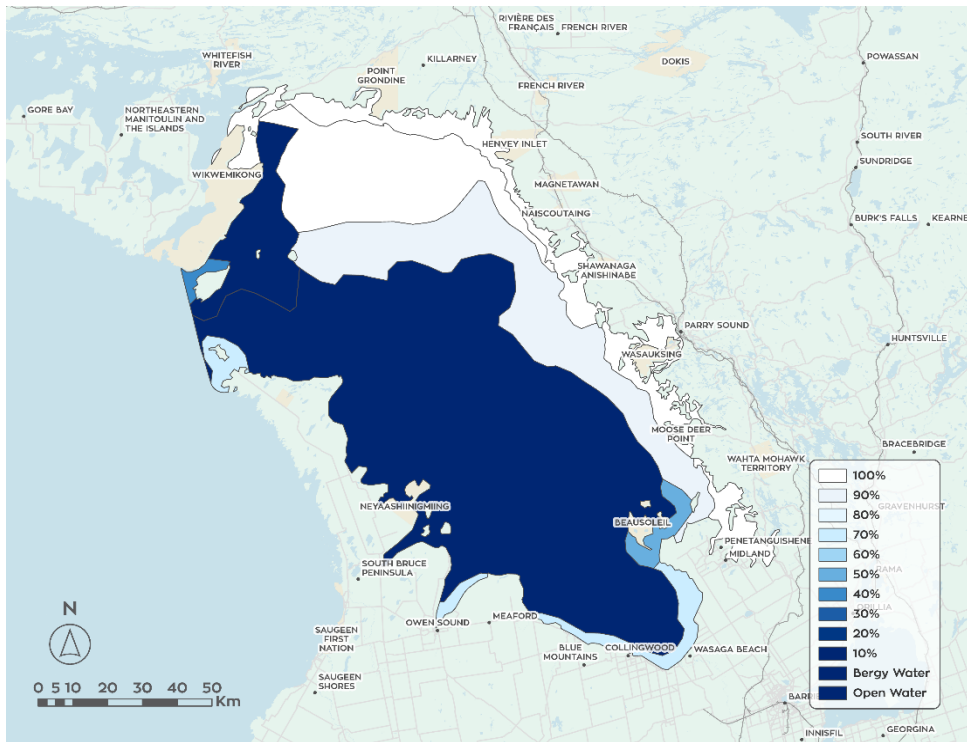 RIVIÈRE DES
FRANÇAIS
FRENCH RIVER
POWASSAN
WHITEFISH
RIVER
KILLARNEY
DOKIS
POINT
GRONDINE
FRENCH RIVER
GORE BAY
NORTHEASTERN
MANITOULIN AND
THE ISLANDS
SOUTH RIVER
HENVEY INLET
SUNDRIDGE
WIKWEMIKONG
MAGNETAWAN
NAISCOUTAING
BURK'S FALLS
KEARNE
SHAWANAGA
ANISHINABE
PARRY SOUND
HUNTSVILLE
WASAUKSING
MOOSE DEER
POINT
BRACEBRIDGE
WAHTA MOHAWK
TERRITORY
100%
90%
80%
70%
60%
50%
40%
30%
20%
10%
Bergy Water
Open Water
GRAVENHURST
NEYAASHIINIGMIING
BEAUSOLEIL
PENETANGUISHENE
MIDLAND
SOUTH BRUCE
PENINSULA
RAMA
ORILLIA
N
MEAFORD
OWEN SOUND
SAUGEEN
FIRST
NATION
BLUE
MOUNTAINS
COLLINGWOOD
WASAGA BEACH
SAUGEEN
SHORES
0 5 10 20 30 40 50
Km
BARRI
INNISFIL
GEORGINA